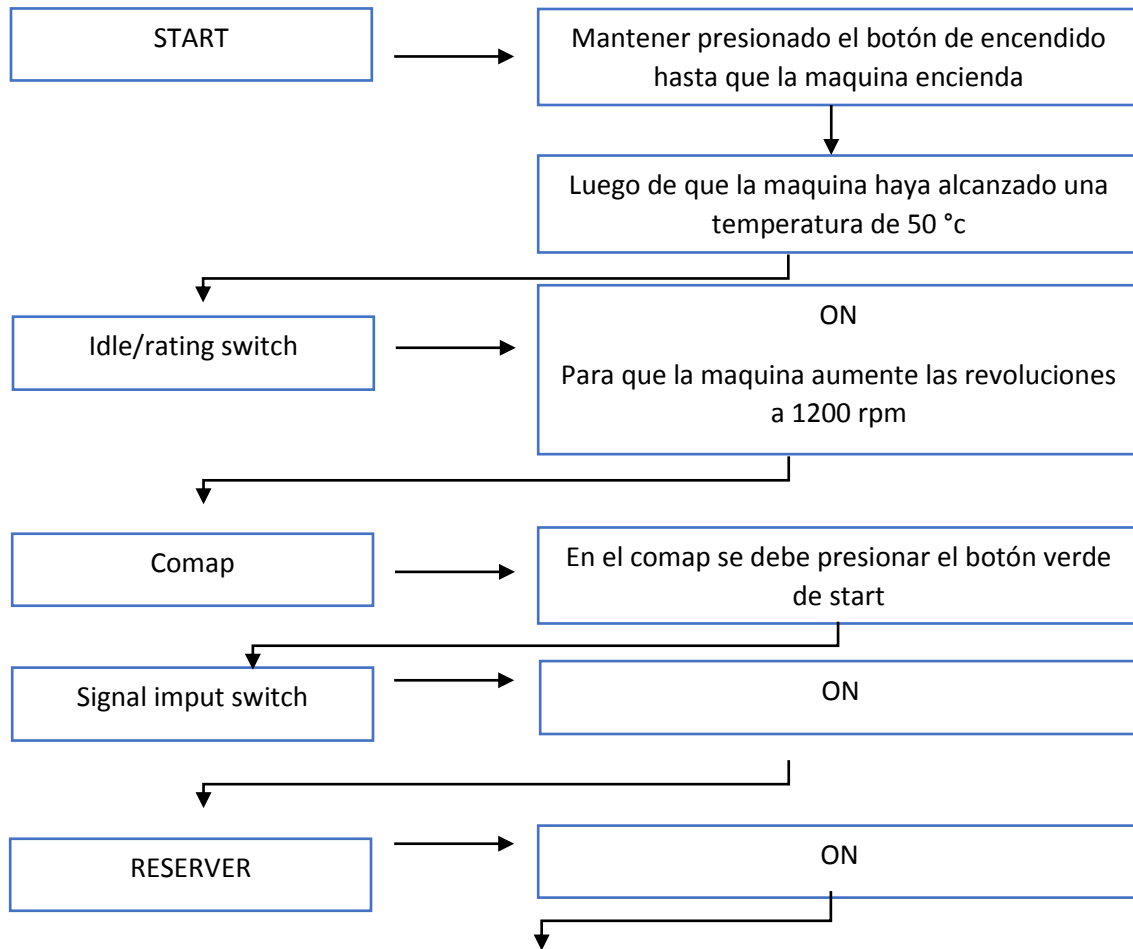 START
Mantener presionado el botón de encendido
hasta que la maquina encienda
Luego de que la maquina haya alcanzado una
temperatura de 50 °c
Idle/rating switch
ON
Para que la maquina aumente las revoluciones
a 1200 rpm
Comap
En el comap se debe presionar el botón verde
de start
Signal imput switch
ON
RESERVER
ON